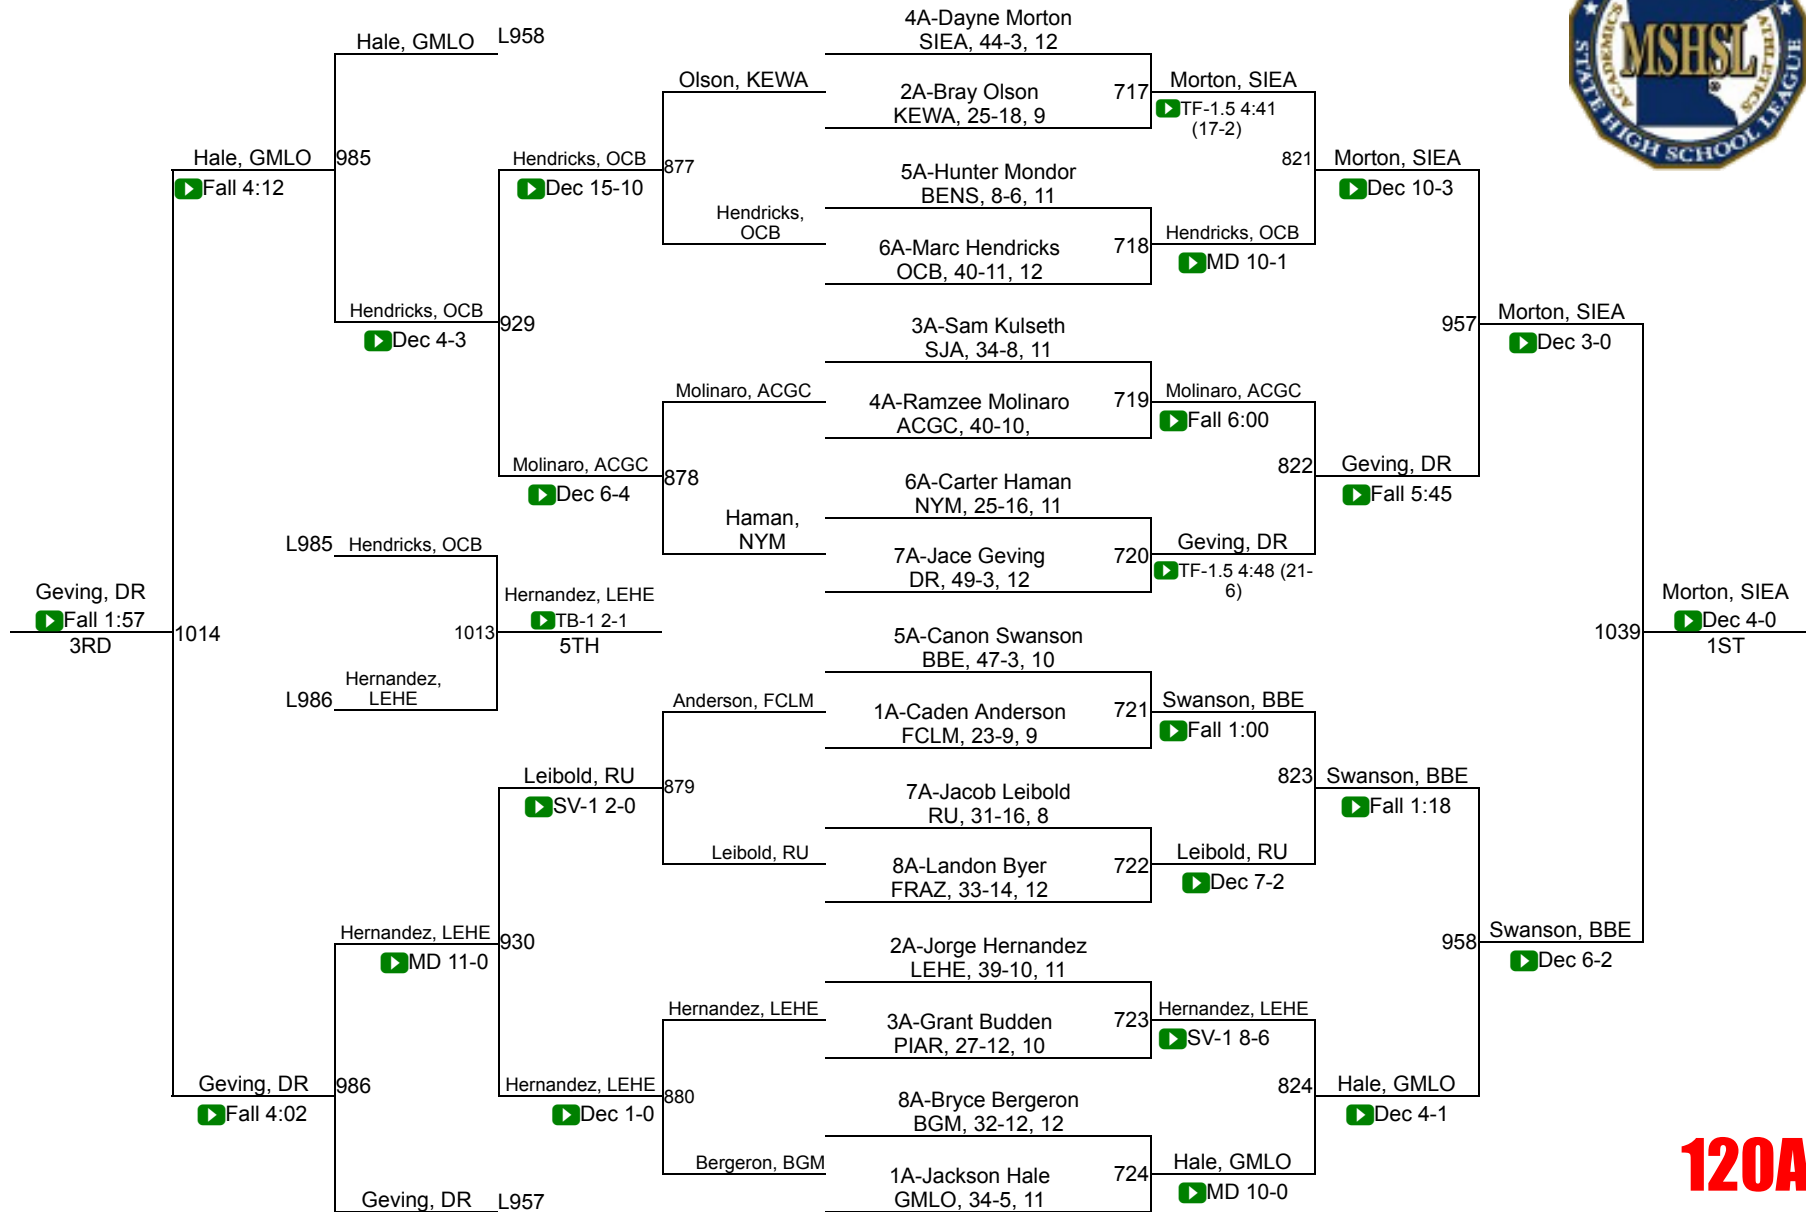 Hale, GMLO
L958
Hale, GMLO
Fall 4:12
985
Hendricks, OCB
Dec 4-3
929
Hendricks, OCB
Dec 15-10
877
Olson, KEWA
Hendricks,
OCB
Molinaro, ACGC
Dec 6-4
878
Molinaro, ACGC
Haman,
NYM
L985
Hendricks, OCB
L986
Hernandez,
LEHE
1013
Hernandez, LEHE
TB-1 2-1
5TH
Geving, DR
Fall 1:57
3RD
1014
Anderson, FCLM
Leibold, RU
SV-1 2-0
879
Leibold, RU
Hernandez, LEHE
MD 11-0
930
Hernandez, LEHE
Hernandez, LEHE
Dec 1-0
880
Bergeron, BGM
Geving, DR
Fall 4:02
986
Geving, DR
L957
4A-Dayne Morton
SIEA, 44-3, 12
2A-Bray Olson
KEWA, 25-18, 9
717
5A-Hunter Mondor
BENS, 8-6, 11
6A-Marc Hendricks
OCB, 40-11, 12
718
3A-Sam Kulseth
SJA, 34-8, 11
4A-Ramzee Molinaro
ACGC, 40-10,
719
6A-Carter Haman
NYM, 25-16, 11
7A-Jace Geving
DR, 49-3, 12
720
5A-Canon Swanson
BBE, 47-3, 10
1A-Caden Anderson
FCLM, 23-9, 9
721
7A-Jacob Leibold
RU, 31-16, 8
8A-Landon Byer
FRAZ, 33-14, 12
722
2A-Jorge Hernandez
LEHE, 39-10, 11
3A-Grant Budden
PIAR, 27-12, 10
723
8A-Bryce Bergeron
BGM, 32-12, 12
1A-Jackson Hale
GMLO, 34-5, 11
724
Morton, SIEA
TF-1.5 4:41
(17-2)
821
Hendricks, OCB
MD 10-1
Molinaro, ACGC
Fall 6:00
822
Geving, DR
TF-1.5 4:48 (21-
6)
Swanson, BBE
Fall 1:00
823
Leibold, RU
Dec 7-2
Hernandez, LEHE
SV-1 8-6
824
Hale, GMLO
MD 10-0
Morton, SIEA
Dec 10-3
957
Geving, DR
Fall 5:45
Swanson, BBE
Fall 1:18
958
Hale, GMLO
Dec 4-1
Morton, SIEA
Dec 3-0
Swanson, BBE
Dec 6-2
1039
Morton, SIEA
Dec 4-0
1ST
ACADEMICS
ATHLETICS
MSHSL
STATE HIGH SCHOOL LEAGUE
120A